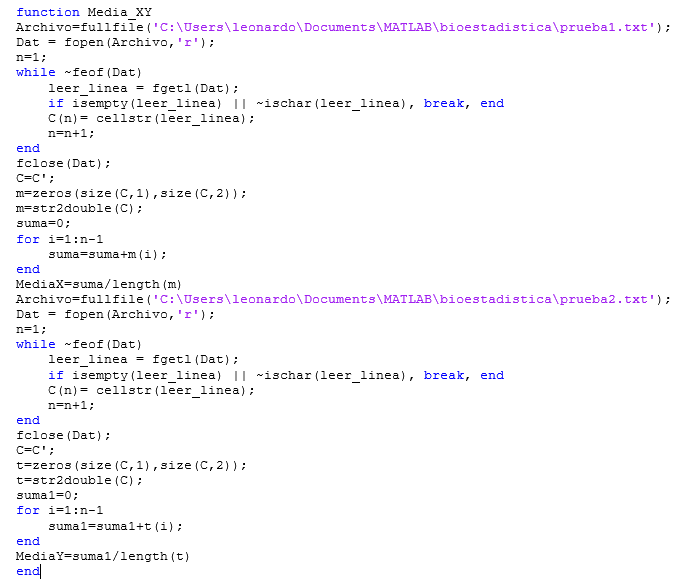 function Media_XY
Archivo=fullfile('C:\Users\leonardo\Documents\MATLAB\bioestadistica\prueba1.txt');
Dat = fopen(Archivo,'r');
n=1;
while ~feof(Dat)
    leer_linea = fgetl(Dat);
    if isempty(leer_linea) || ~ischar(leer_linea), break, end
    C(n)= cellstr(leer_linea);
    n=n+1;
end
fclose(Dat);
C=C';
m=zeros(size(C,1),size(C,2));
m=str2double(C);
suma=0;
for i=1:n-1
    suma=suma+m(i);
end
MediaX=suma/length(m)
Archivo=fullfile('C:\Users\leonardo\Documents\MATLAB\bioestadistica\prueba2.txt');
Dat = fopen(Archivo,'r');
n=1;
while ~feof(Dat)
    leer_linea = fgetl(Dat);
    if isempty(leer_linea) || ~ischar(leer_linea), break, end
    C(n)= cellstr(leer_linea);
    n=n+1;
end
fclose(Dat);
C=C';
t=zeros(size(C,1),size(C,2));
t=str2double(C);
suma1=0;
for i=1:n-1
    suma1=suma1+t(i);
end
MediaY=suma1/length(t)
end